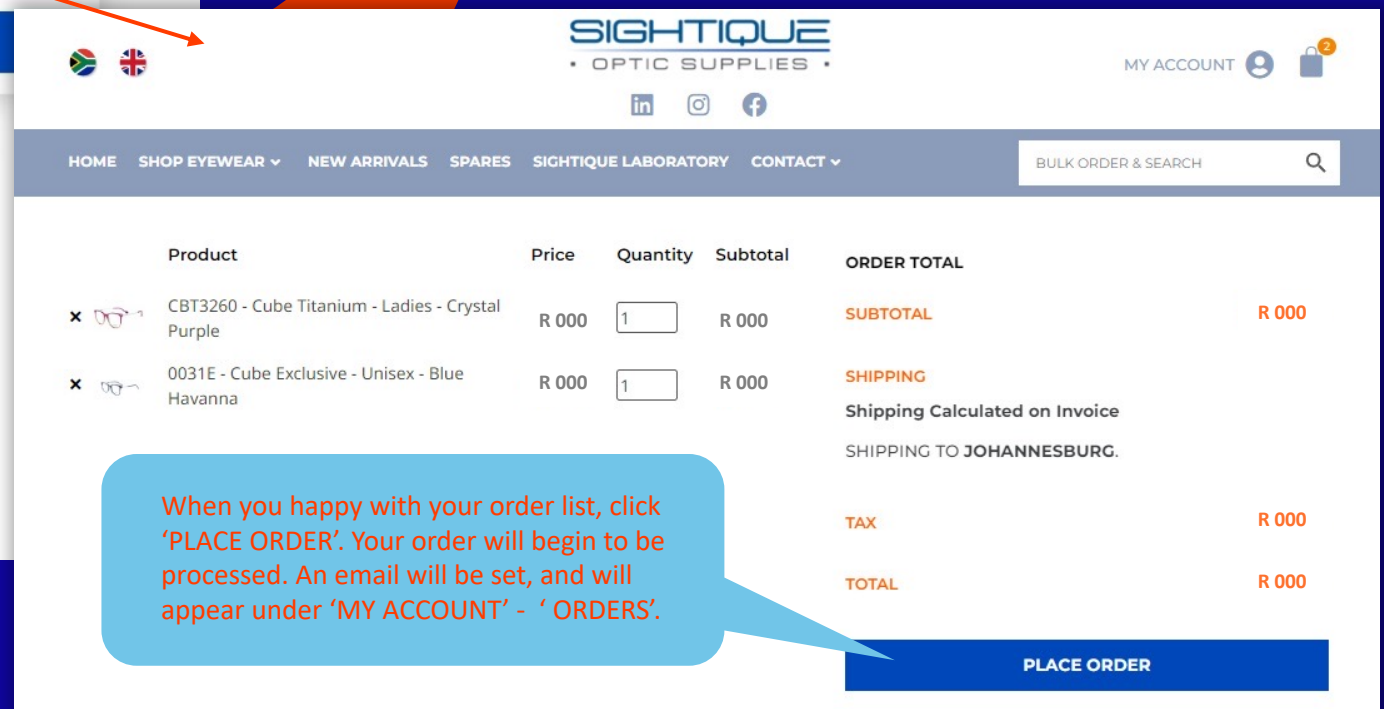 SIGHTIQUE
• OPTIC SUPPLIES •
MY ACCOUNT
2
HOME SHOP EYEWEAR NEW ARRIVALS SPARES SIGHTIQUE LABORATORY CONTACT
BULK ORDER & SEARCH
Product Price Quantity Subtotal
CBT3260 - Cube Titanium - Ladies - Crystal
Purple
R 000 1 R 000
0031E - Cube Exclusive - Unisex - Blue
Havanna
R 000 1 R 000
ORDER TOTAL
SUBTOTAL R 000
SHIPPING
Shipping Calculated on Invoice
SHIPPING TO JOHANNESBURG.
TAX R 000
TOTAL R 000
PLACE ORDER
When you happy with your order list, click
‘PLACE ORDER’. Your order will begin to be
processed. An email will be set, and will
appear under ‘MY ACCOUNT’ - ‘ ORDERS’.